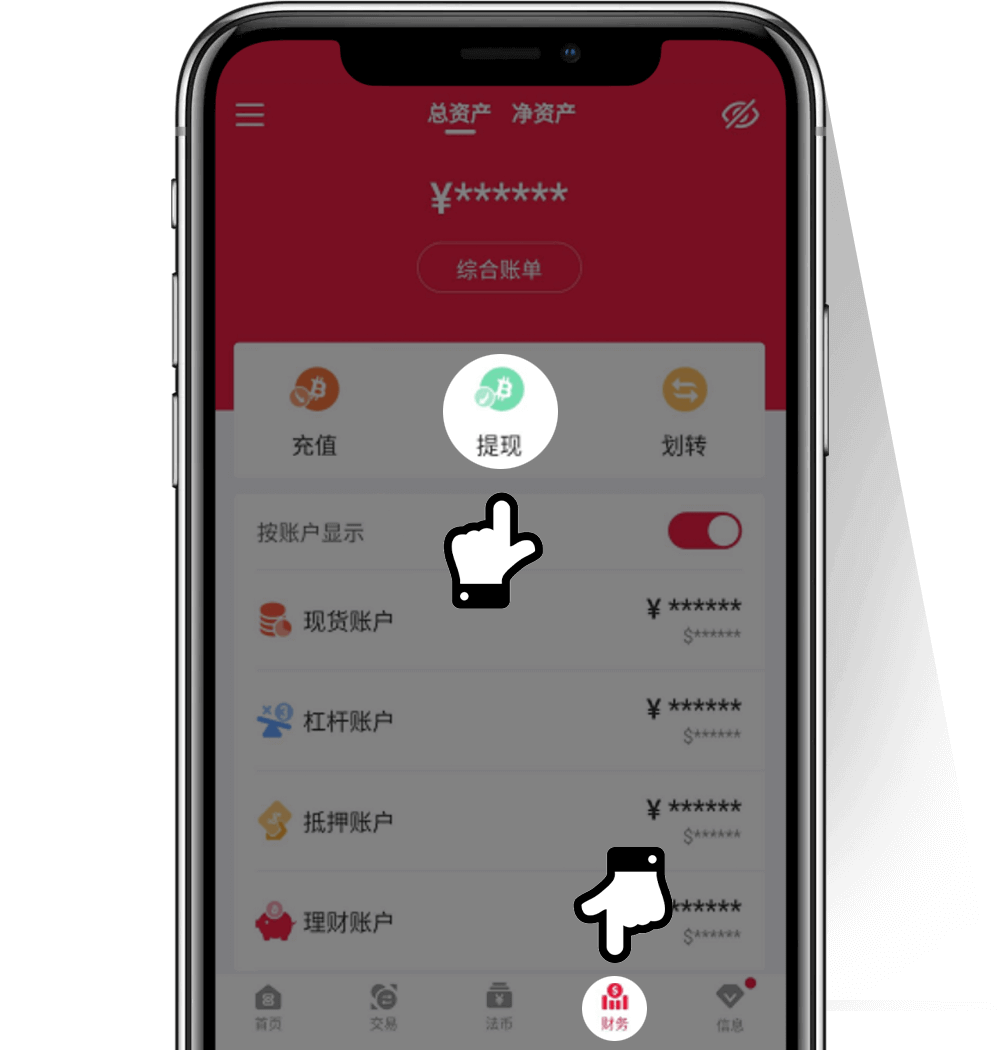 总资产 净资产
¥******
综合账单
充值 提现 划转
按账户显示
现货账户 ¥ ******
$******
杠杆账户 ¥ ******
$******
抵押账户 ¥ ******
$******
理财账户 ******
$******
首页 交易 法币 财务 信息